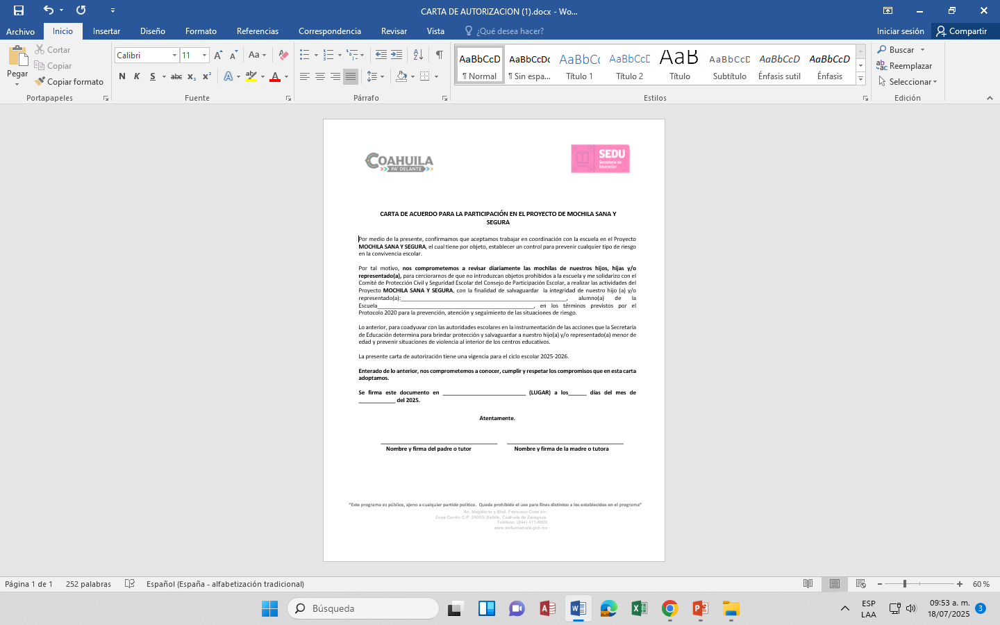 CARTA DE AUTORIZACION (1).docx - Wo...
Archivo Inicio Insertar Diseño Formato Referencias Correspondencia Revisar Vista ¿Qué desea hacer? Iniciar sesión Compartir
Pegar
Cortar
Copiar
Copiar formato
Portapapeles
Calibri 11
Fuente
Párrafo
AaBbCcD AaBbCcDc AaBbCc AaBbCcD AaB AaBbCcD AaBbCcD AaBbCcD
¶ Normal ¶ Sin espa... Título 1 Título 2 Título Subtítulo Énfasis sutil Énfasis
Estilos
Buscar
Reemplazar
Seleccionar
Edición
COAHUILA
PA' DELANTE
SEDU
Secretaría de
Educación
CARTA DE ACUERDO PARA LA PARTICIPACIÓN EN EL PROYECTO DE MOCHILA SANA Y
SEGURA
Por medio de la presente, confirmamos que aceptamos trabajar en coordinación con la escuela en el Proyecto
MOCHILA SANA Y SEGURA, el cual tiene por objeto, establecer un control para prevenir cualquier tipo de riesgo
en la convivencia escolar.
Por tal motivo, nos comprometemos a revisar diariamente las mochilas de nuestros hijos, hijas y/o
representado(a), para cerciorarnos de que no introduzcan objetos prohibidos a la escuela y me solidarizo con el
Comité de Protección Civil y Seguridad Escolar del Consejo de Participación Escolar, a realizar las actividades del
Proyecto MOCHILA SANA Y SEGURA, con la finalidad de salvaguardar la integridad de nuestro hijo (a) y/o
representado(a):______________________________, alumno(a) de la
Escuela______________________________, en los términos previstos por el
Protocolo 2020 para la prevención, atención y seguimiento de las situaciones de riesgo.
Lo anterior, para coadyuvar con las autoridades escolares en la instrumentación de las acciones que la Secretaría
de Educación determina para brindar protección y salvaguardar a nuestro hijo(a) y/o representado(a) menor de
edad y prevenir situaciones de violencia al interior de los centros educativos.
La presente carta de autorización tiene una vigencia para el ciclo escolar 2025-2026.
Enterado de lo anterior, nos comprometemos a conocer, cumplir y respetar los compromisos que en esta carta
adoptamos.
Se firma este documento en ____________________ (LUGAR) a los______ días del mes de
____________ del 2025.
Atentamente.
Nombre y firma del padre o tutor Nombre y firma de la madre o tutora
"Este programa es público, ajeno a cualquier partido político. Queda prohibido el uso para fines distintos a los establecidos en el programa"
Av. Magisterio y Blvd. Francisco Coss s/n,
Zona Centro C.P. 25000. Saltillo, Coahuila de Zaragoza.
Teléfono: (844) 411-8800
www.seducoahuila.gob.mx
Página 1 de 1 252 palabras Español (España - alfabetización tradicional) 60 %
Búsqueda
ESP
LAA
09:53 a. m.
18/07/2025
3